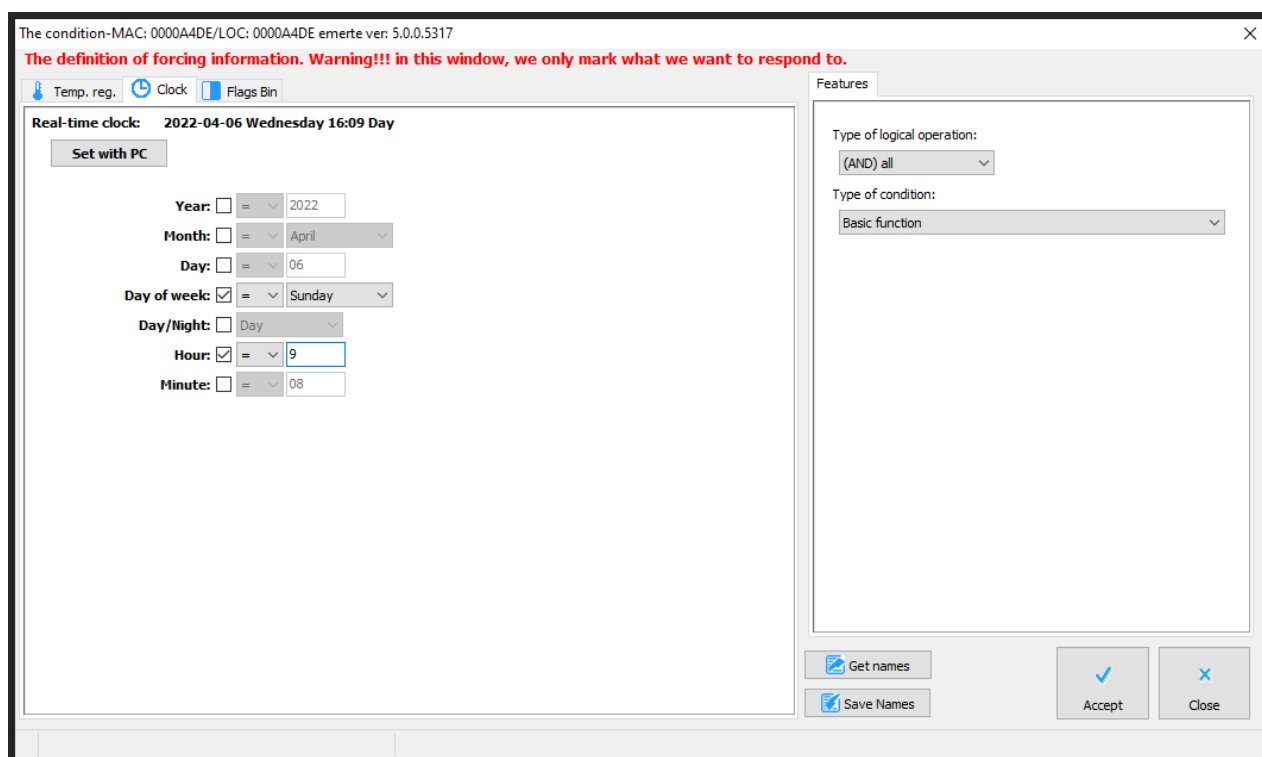 The condition-MAC: 0000A4DE/LOC: 0000A4DE emerte ver: 5.0.0.5317
The definition of forcing information. Warning!!! in this window, we only mark what we want to respond to.
Temp. reg. Clock Flags Bin
Real-time clock: 2022-04-06 Wednesday 16:09 Day
Set with PC
Year: = 2022
Month: = April
Day: = 06
Day of week: = Sunday
Day/Night: Day
Hour: = 9
Minute: = 08
Features
Type of logical operation:
(AND) all
Type of condition:
Basic function
Get names
Save Names
Accept
Close